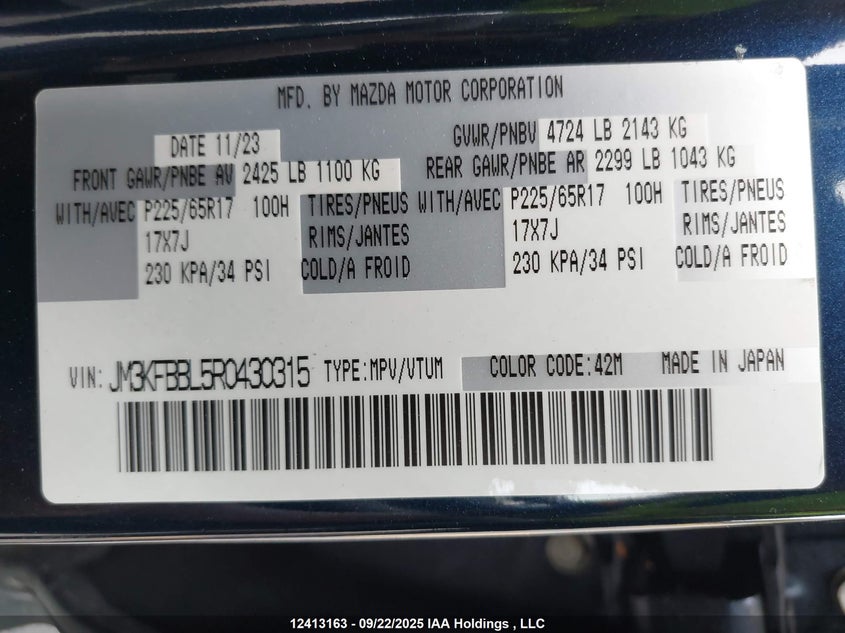 MFD. BY MAZDA MOTOR CORPORATION
DATE 11/23 GVWR/PNBV 4724 LB 2143 KG
FRONT GAWR/PNBE AV 2425 LB 1100 KG REAR GAWR/PNBE AR 2299 LB 1043 KG
WITH/AVEC P225/65R17 100H TIRES/PNEUS WITH/AVEC P225/65R17 100H TIRES/PNEUS
17X7J RIMS/JANTES 17X7J RIMS/JANTES
230 KPA/34 PSI COLD/A FROID 230 KPA/34 PSI COLD/A FROID
VIN: JM3KFBBL5R0430315 TYPE:MPV/VTUM COLOR CODE:42M MADE IN JAPAN
12413163 - 09/22/2025 IAA Holdings , LLC